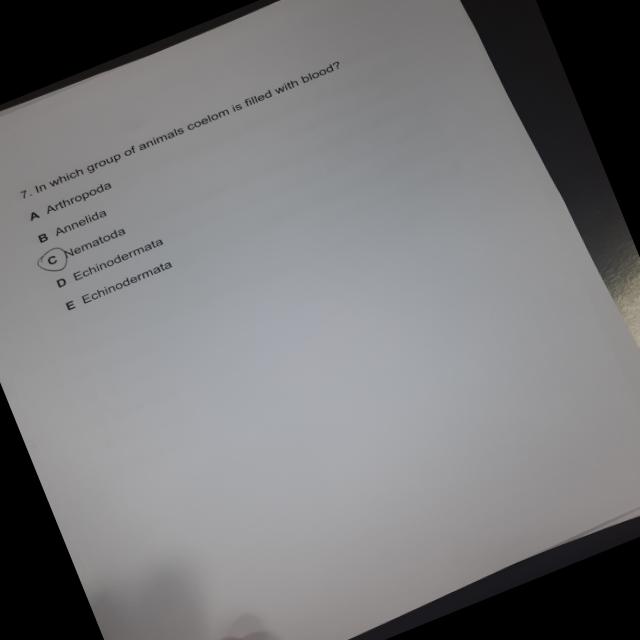 7. In which group of animals coelom is filled with blood?
A Arthropoda
B Annelida
C Nematoda
D Echinodermata
E Echinodermata